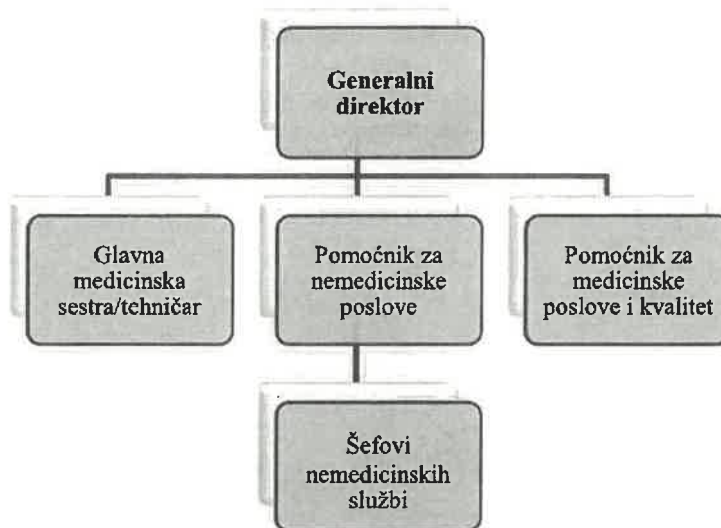 Generalni
direktor
Glavna
medicinska
sestra/tehničar
Pomoćnik za
nemedicinske
poslove
Pomoćnik za
medicinske
poslove i kvalitet
Šefovi
nemedicinskih
službi